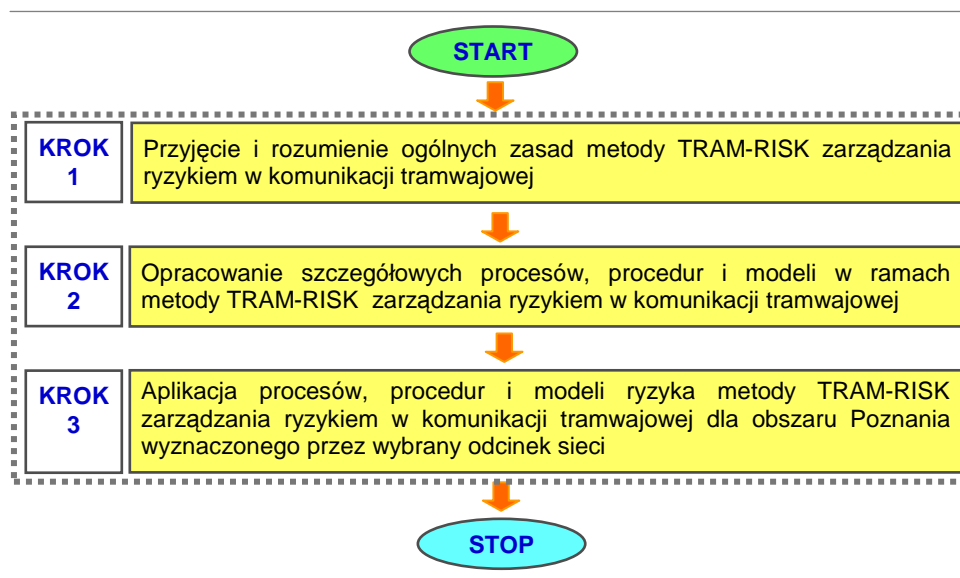 START
KROK
1
Przyjęcie i rozumienie ogólnych zasad metody TRAM-RISK zarządzania
ryzykiem w komunikacji tramwajowej
KROK
2
Opracowanie szczegółowych procesów, procedur i modeli w ramach
metody TRAM-RISK zarządzania ryzykiem w komunikacji tramwajowej
KROK
3
Aplikacja procesów, procedur i modeli ryzyka metody TRAM-RISK
zarządzania ryzykiem w komunikacji tramwajowej dla obszaru Poznania
wyznaczonego przez wybrany odcinek sieci
STOP